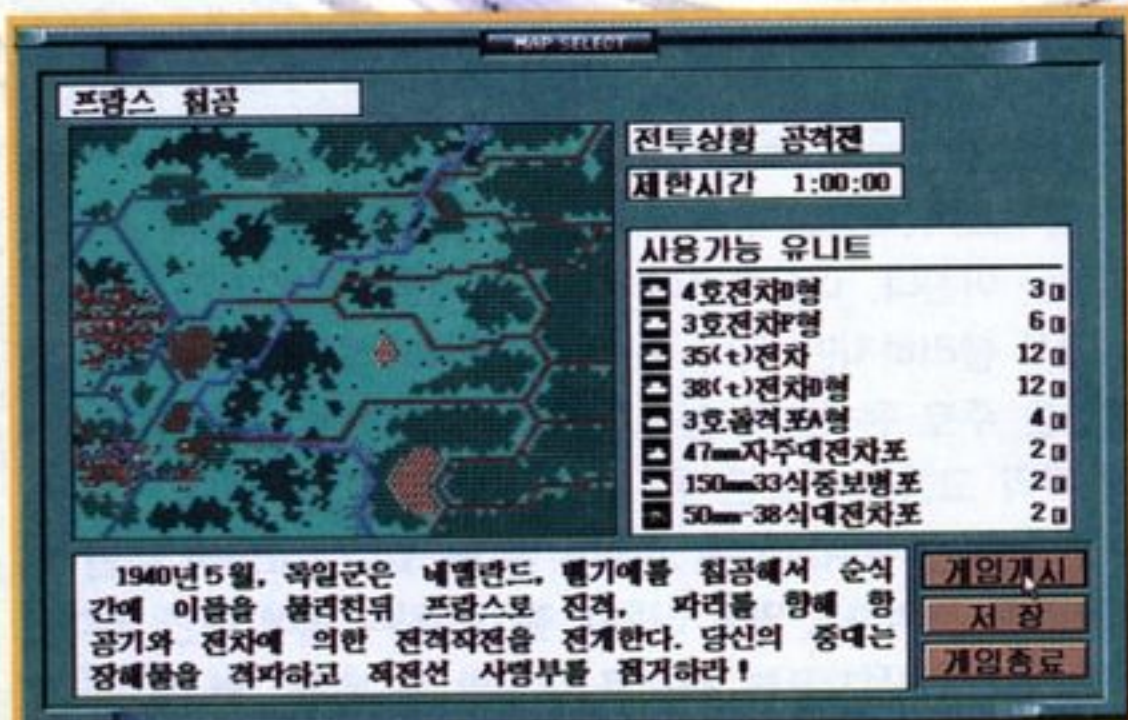 MAP SELECT
프랑스 침공
전투상황 공격전
제한시간 1:00:00
사용가능 유니트
4호전차D형 3
3호전차F형 6
35(t)전차 12
38(t)전차D형 12
3호돌격포A형 4
47mm자주대전차포 2
150mm33식중보병포 2
50mm-38식대전차포 2
1940년 5월, 독일군은 네델란드, 벨기에를 침공해서 순식
간에 이들을 물리친뒤 프랑스로 진격, 파리를 향해 항
공기와 전차에 의한 전격작전을 전개한다. 당신의 중대는
장해물을 격파하고 적전선 사령부를 점거하라!
게임개시
저 장
게임종료